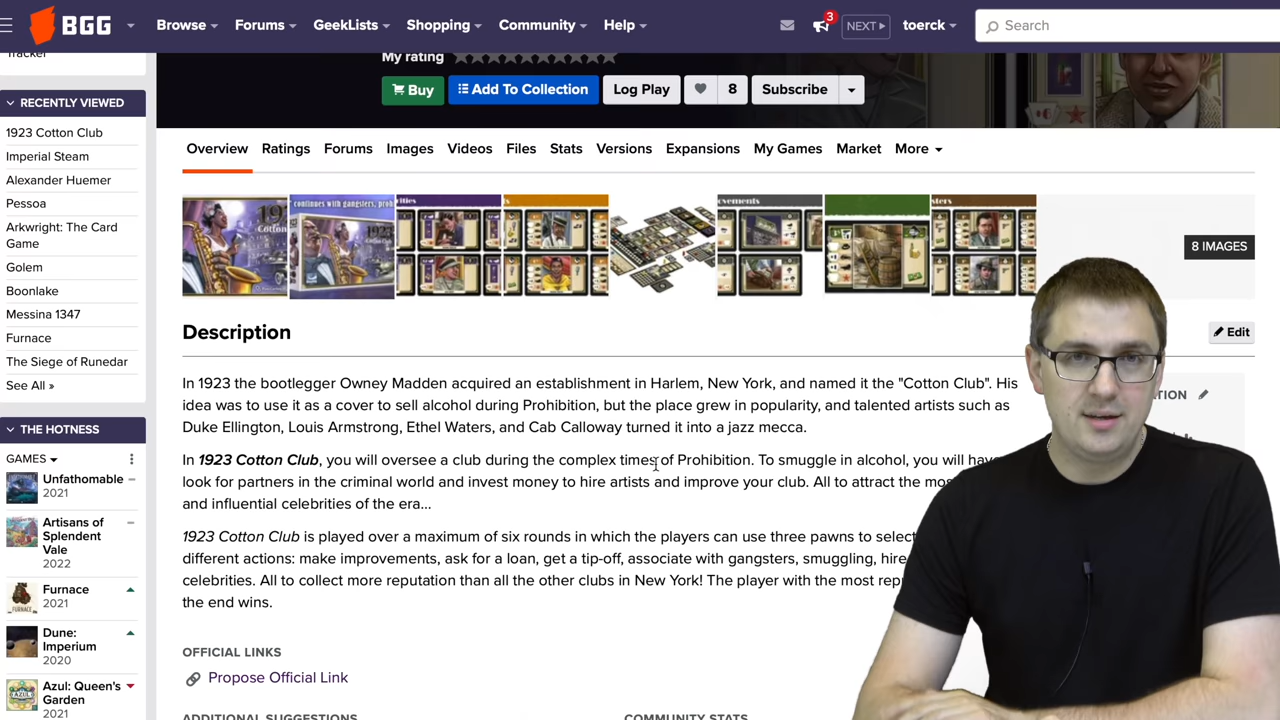 BGG
Browse
Forums
GeekLists
Shopping
Community
Help
3
NEXT
toerck
Search
Tracker
My rating
Buy
Add To Collection
Log Play
8
Subscribe
RECENTLY VIEWED
1923 Cotton Club
Imperial Steam
Alexander Huemer
Pessoa
Arkwright: The Card
Game
Golem
Boonlake
Messina 1347
Furnace
The Siege of Runedar
See All »
THE HOTNESS
GAMES
Unfathomable
2021
Artisans of
Splendent
Vale
2022
Furnace
2021
Dune:
Imperium
2020
Azul: Queen's
Garden
2021
Overview
Ratings
Forums
Images
Videos
Files
Stats
Versions
Expansions
My Games
Market
More
8 IMAGES
Description
Edit
In 1923 the bootlegger Owney Madden acquired an establishment in Harlem, New York, and named it the "Cotton Club". His
idea was to use it as a cover to sell alcohol during Prohibition, but the place grew in popularity, and talented artists such as
Duke Ellington, Louis Armstrong, Ethel Waters, and Cab Calloway turned it into a jazz mecca.
In 1923 Cotton Club, you will oversee a club during the complex times of Prohibition. To smuggle in alcohol, you will have
look for partners in the criminal world and invest money to hire artists and improve your club. All to attract the mos
and influential celebrities of the era...
1923 Cotton Club is played over a maximum of six rounds in which the players can use three pawns to select
different actions: make improvements, ask for a loan, get a tip-off, associate with gangsters, smuggling, hire
celebrities. All to collect more reputation than all the other clubs in New York! The player with the most rep
the end wins.
OFFICIAL LINKS
Propose Official Link
ADDITIONAL SUGGESTIONS
COMMUNITY STATS